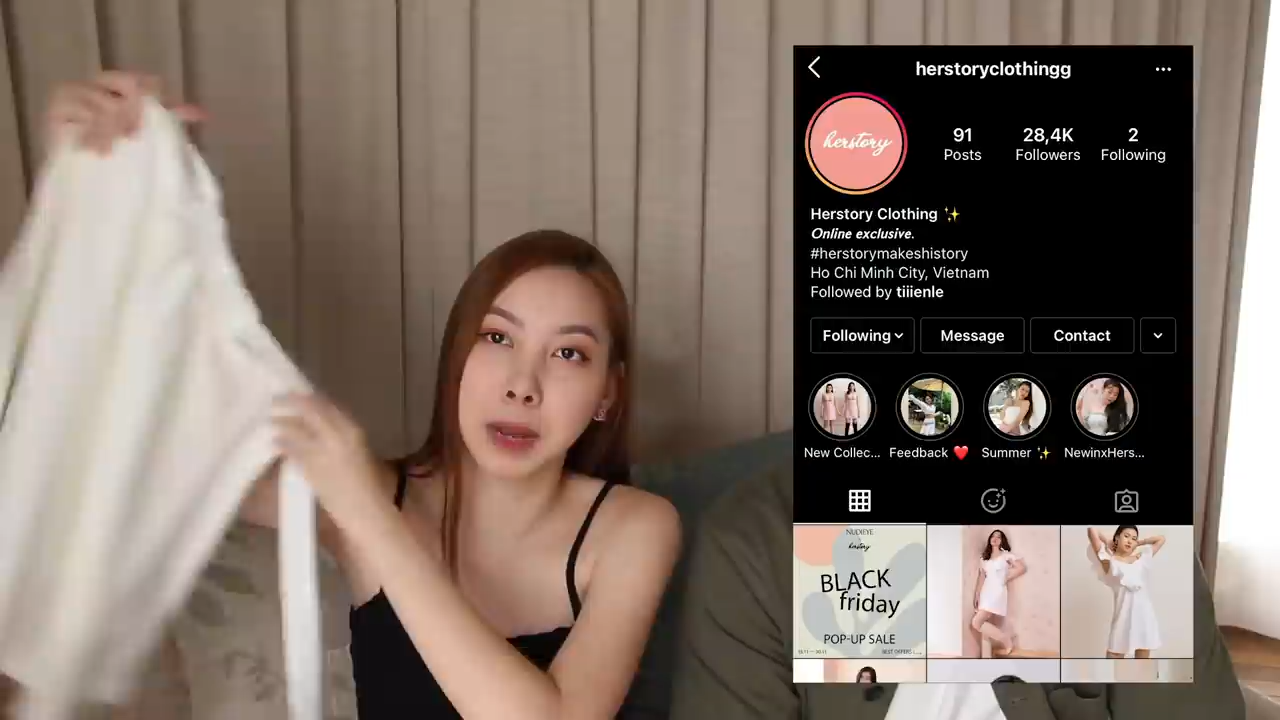 herstoryclothingg
herstory
91
Posts
28,4K
Followers
2
Following
Herstory Clothing ✨
Online exclusive.
#herstorymakeshistory
Ho Chi Minh City, Vietnam
Followed by tiiienle
Following
Message
Contact
New Collec...
Feedback ❤️
Summer ✨
NewinxHers...
NUDIEYE
herstory
BLACK
friday
POP-UP SALE